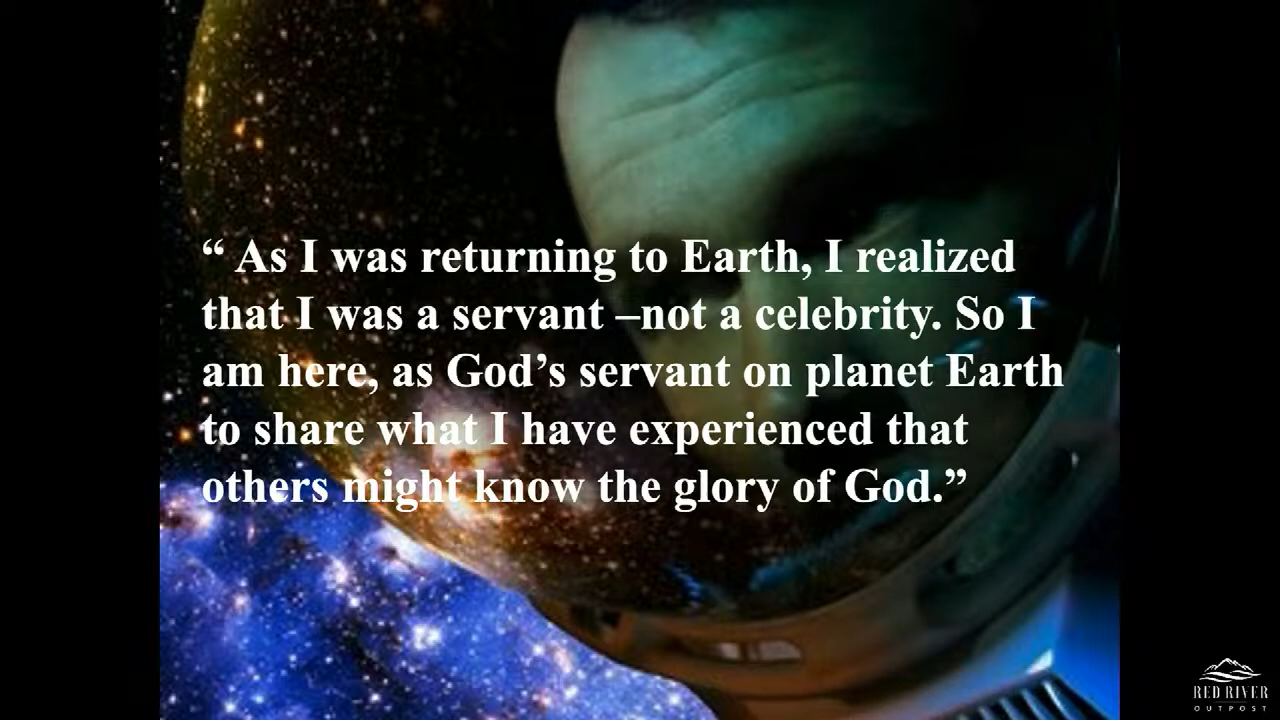 “ As I was returning to Earth, I realized
that I was a servant –not a celebrity. So I
am here, as God’s servant on planet Earth
to share what I have experienced that
others might know the glory of God.”
RED RIVER
OUTPOST